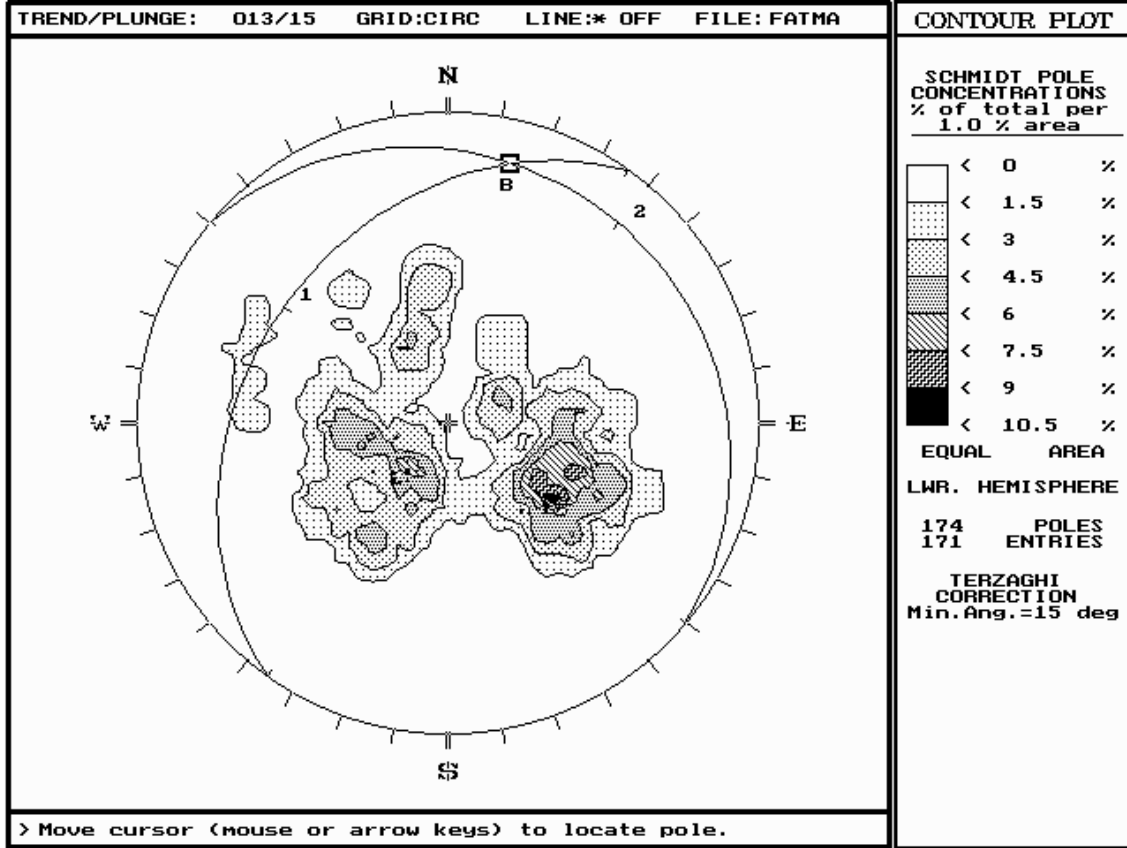 TREND/PLUNGE: 013/15 GRID:CIRC LINE:* OFF FILE: FATMA
CONTOUR PLOT
SCHMIDT POLE
CONCENTRATIONS
% of total per
1.0 % area
< 0 %
< 1.5 %
< 3 %
< 4.5 %
< 6 %
< 7.5 %
< 9 %
< 10.5 %
EQUAL AREA
LWR. HEMISPHERE
174 POLES
171 ENTRIES
TERZAGHI
CORRECTION
Min.Ang.=15 deg
N
B
2
1
W
E
S
> Move cursor (mouse or arrow keys) to locate pole.